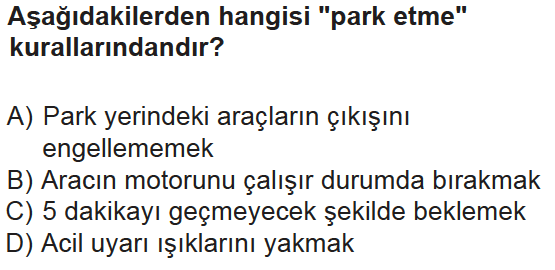 Aşağıdakilerden hangisi "park etme"
kurallarındandır?
A) Park yerindeki araçların çıkışını
engellememek
B) Aracın motorunu çalışır durumda bırakmak
C) 5 dakikayı geçmeyecek şekilde beklemek
D) Acil uyarı ışıklarını yakmak